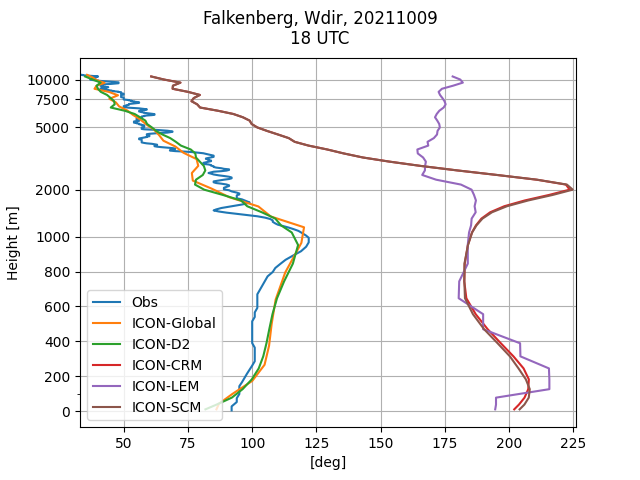 Falkenberg, Wdir, 20211009
18 UTC
Height [m]
10000
7500
5000
2000
1000
800
600
400
200
0
Obs
ICON-Global
ICON-D2
ICON-CRM
ICON-LEM
ICON-SCM
50 75 100 125 150 175 200 225
[deg]